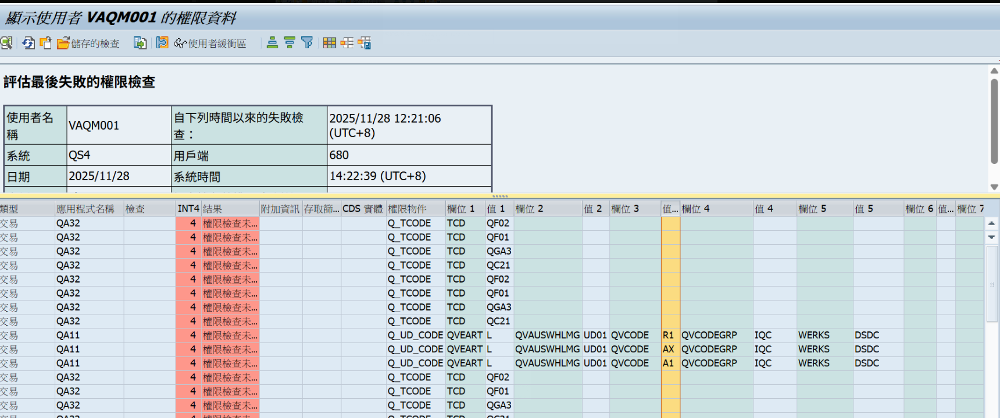 顯示使用者 VAQM001 的權限資料
儲存的檢查 使用者緩衝區
評估最後失敗的權限檢查
使用者名稱 VAQM001 自下列時間以來的失敗檢查： 2025/11/28 12:21:06 (UTC+8)
系統 QS4 用戶端 680
日期 2025/11/28 系統時間 14:22:39 (UTC+8)
類型 應用程式名稱 檢查 INT4 結果 附加資訊 存取篩... CDS 實體 權限物件 欄位 1 值 1 欄位 2 值 2 欄位 3 值... 欄位 4 值 4 欄位 5 值 5 欄位 6 值... 欄位 7
交易 QA32 4 權限檢查未... Q_TCODE TCD QF02
交易 QA32 4 權限檢查未... Q_TCODE TCD QF01
交易 QA32 4 權限檢查未... Q_TCODE TCD QGA3
交易 QA32 4 權限檢查未... Q_TCODE TCD QC21
交易 QA32 4 權限檢查未... Q_TCODE TCD QF02
交易 QA32 4 權限檢查未... Q_TCODE TCD QF01
交易 QA32 4 權限檢查未... Q_TCODE TCD QGA3
交易 QA32 4 權限檢查未... Q_TCODE TCD QC21
交易 QA11 4 權限檢查未... Q_UD_CODE QVEART L QVAUSWHLMG UD01 QVCODE R1 QVCODEGRP IQC WERKS DSDC
交易 QA11 4 權限檢查未... Q_UD_CODE QVEART L QVAUSWHLMG UD01 QVCODE AX QVCODEGRP IQC WERKS DSDC
交易 QA11 4 權限檢查未... Q_UD_CODE QVEART L QVAUSWHLMG UD01 QVCODE A1 QVCODEGRP IQC WERKS DSDC
交易 QA32 4 權限檢查未... Q_TCODE TCD QF02
交易 QA32 4 權限檢查未... Q_TCODE TCD QF01
交易 QA32 4 權限檢查未... Q_TCODE TCD QGA3
QA32 4 Q_TCODE TCD QC21